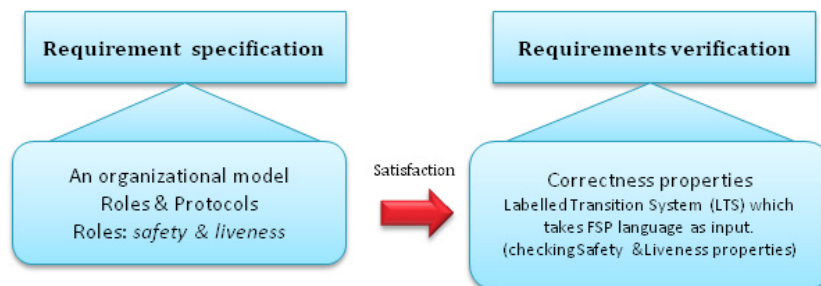 Requirement specification
An organizational model
Roles & Protocols
Roles: safety & liveness
Satisfaction
Requirements verification
Correctness properties
Labelled Transition System (LTS) which
takes FSP language as input.
(checkingSafety &Liveness properties)